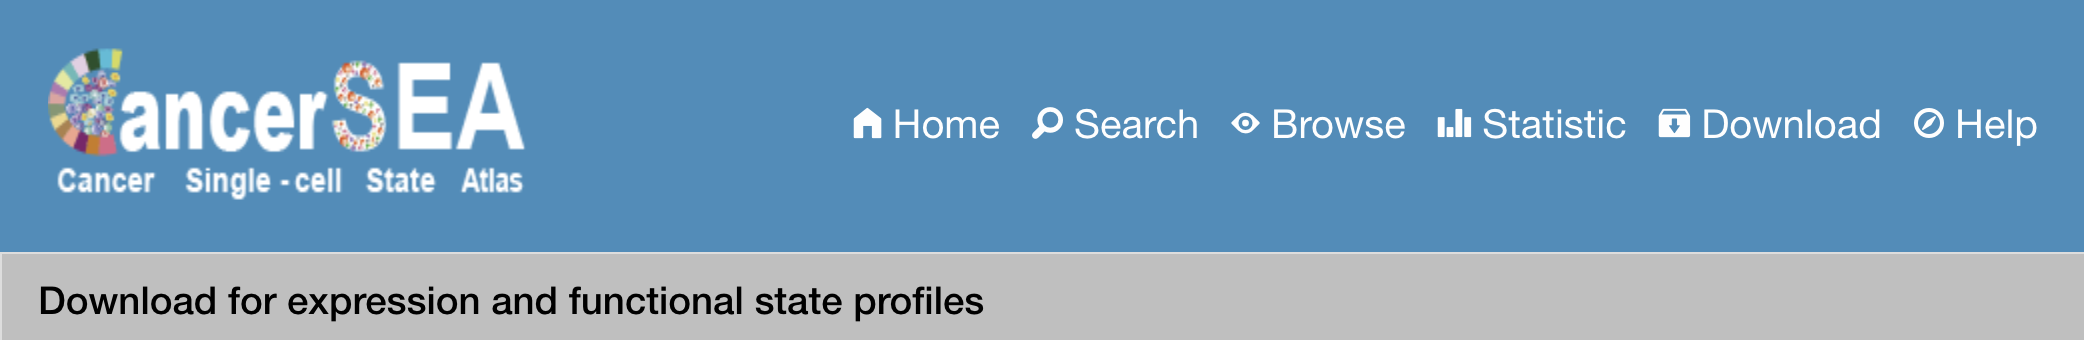 CancerSEA
Cancer Single-cell State Atlas
Home Search Browse Statistic Download Help
Download for expression and functional state profiles